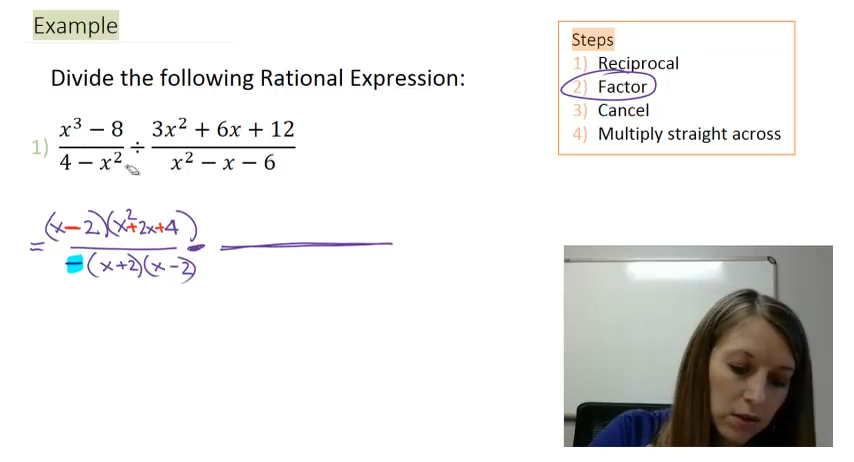 Example
Divide the following Rational Expression:
1) x³ − 8 / 4 − x² ÷ 3x² + 6x + 12 / x² − x − 6
= (x−2)(x²+2x+4) / −(x+2)(x−2) ·
Steps
1) Reciprocal
2) Factor
3) Cancel
4) Multiply straight across